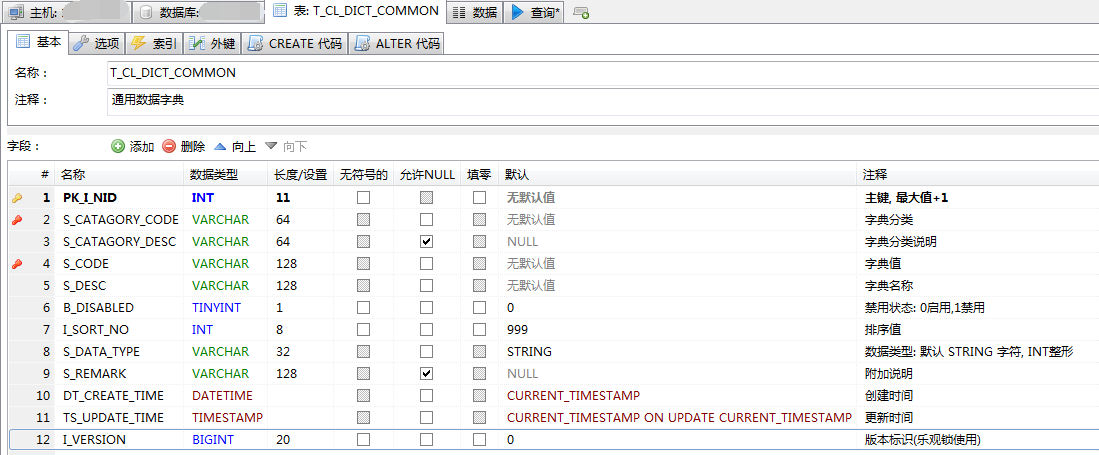 主机: 数据库: 表: T_CL_DICT_COMMON 数据 查询*
基本 选项 索引 外键 CREATE 代码 ALTER 代码
名称： T_CL_DICT_COMMON
注释： 通用数据字典
字段： 添加 删除 向上 向下
# 名称 数据类型 长度/设置 无符号的 允许NULL 填零 默认 注释
1 PK_I_NID INT 11 无默认值 主键, 最大值+1
2 S_CATAGORY_CODE VARCHAR 64 无默认值 字典分类
3 S_CATAGORY_DESC VARCHAR 64 NULL 字典分类说明
4 S_CODE VARCHAR 128 无默认值 字典值
5 S_DESC VARCHAR 128 无默认值 字典名称
6 B_DISABLED TINYINT 1 0 禁用状态: 0启用,1禁用
7 I_SORT_NO INT 8 999 排序值
8 S_DATA_TYPE VARCHAR 32 STRING 数据类型: 默认 STRING 字符, INT整形
9 S_REMARK VARCHAR 128 NULL 附加说明
10 DT_CREATE_TIME DATETIME CURRENT_TIMESTAMP 创建时间
11 TS_UPDATE_TIME TIMESTAMP CURRENT_TIMESTAMP ON UPDATE CURRENT_TIMESTAMP 更新时间
12 I_VERSION BIGINT 20 0 版本标识(乐观锁使用)